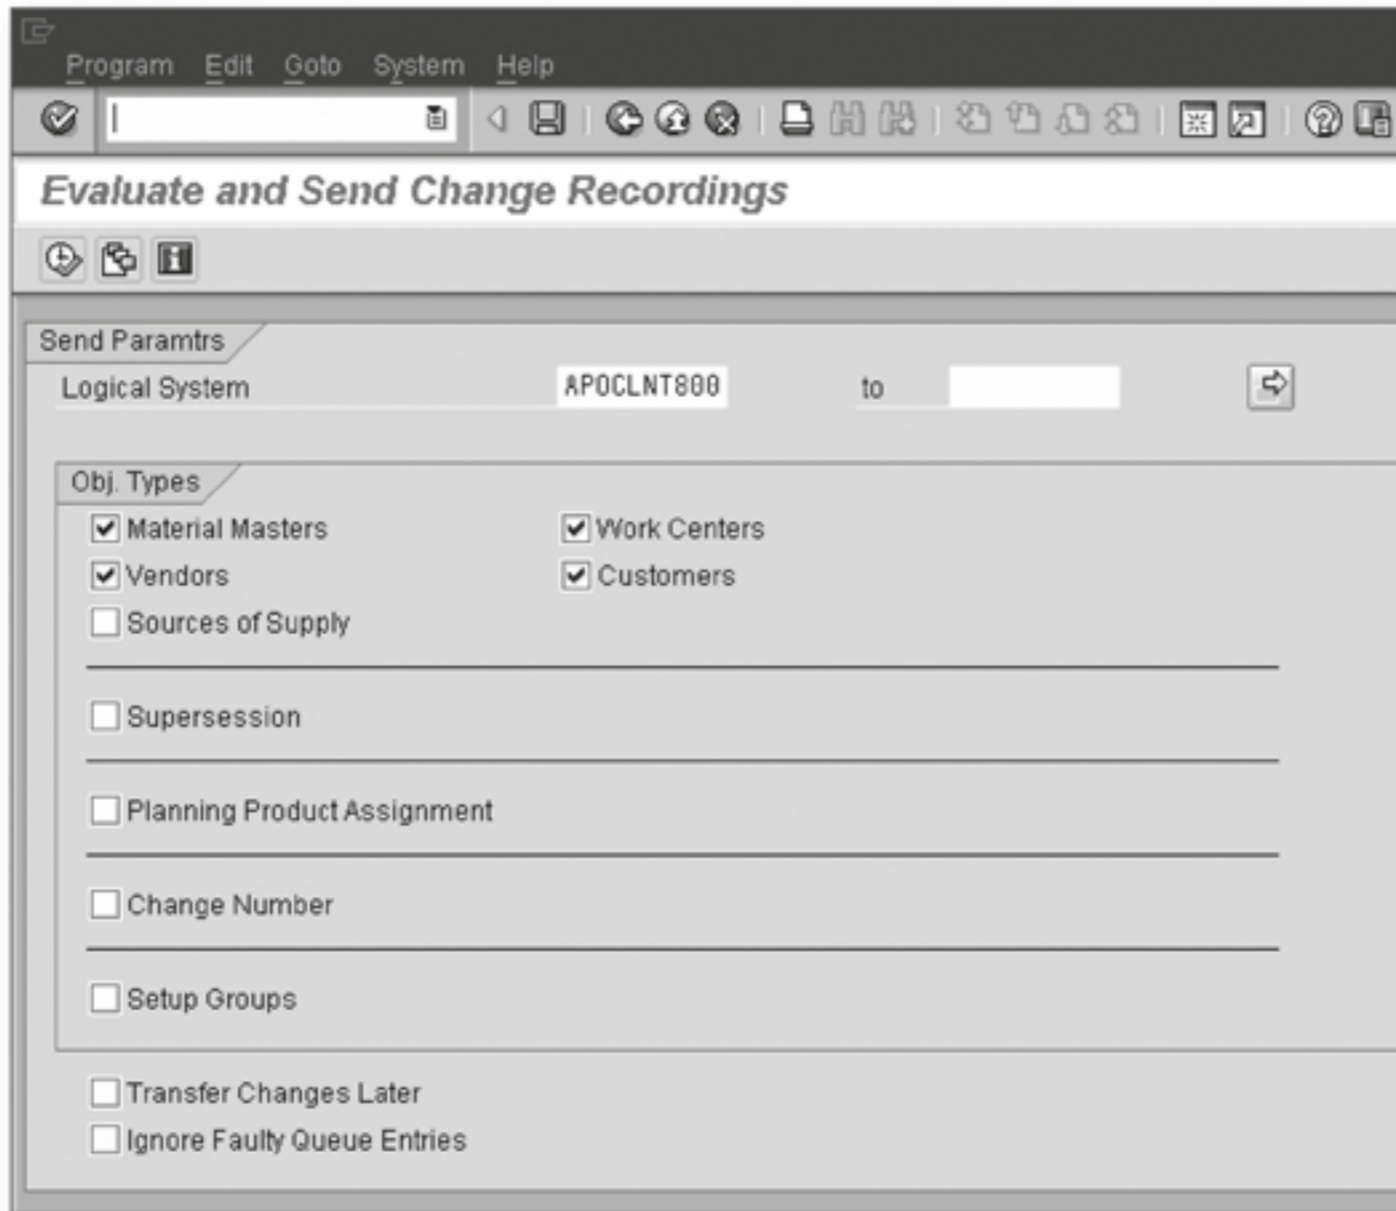 Program Edit Goto System Help
Evaluate and Send Change Recordings
Send Paramtrs
Logical System APOCLNT800 to
Obj. Types
Material Masters Work Centers
Vendors Customers
Sources of Supply
Supersession
Planning Product Assignment
Change Number
Setup Groups
Transfer Changes Later
Ignore Faulty Queue Entries